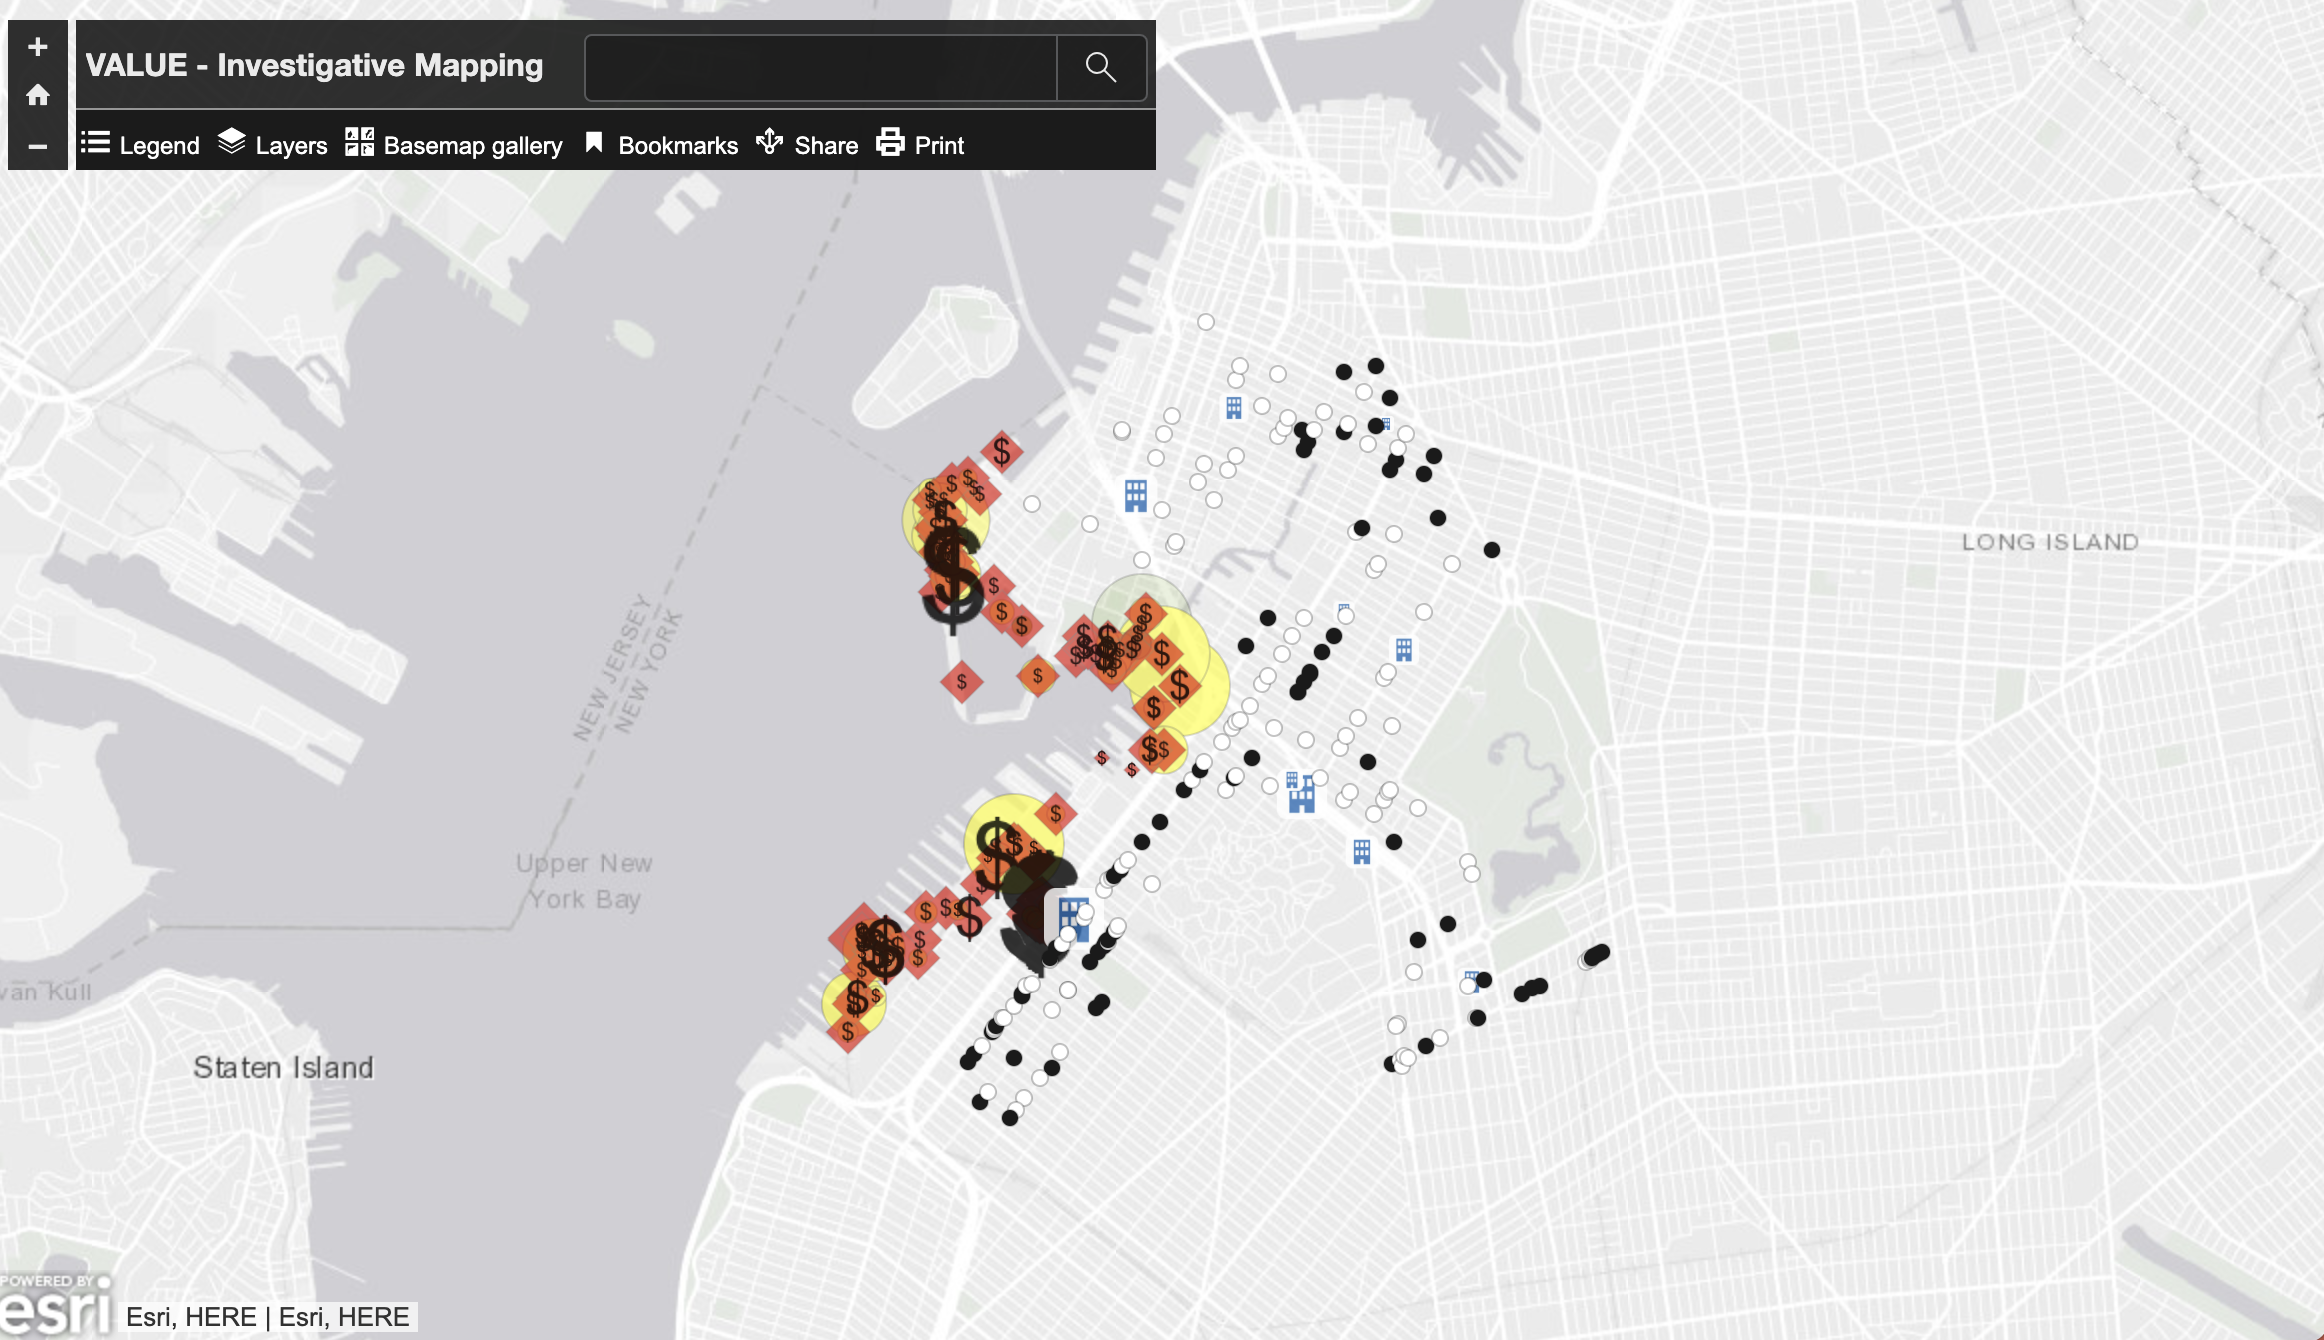 VALUE - Investigative Mapping
Legend Layers Basemap gallery Bookmarks Share Print
LONG ISLAND
NEW JERSEY
NEW YORK
Upper New
York Bay
van Kull
Staten Island
POWERED BY
esri
Esri, HERE | Esri, HERE